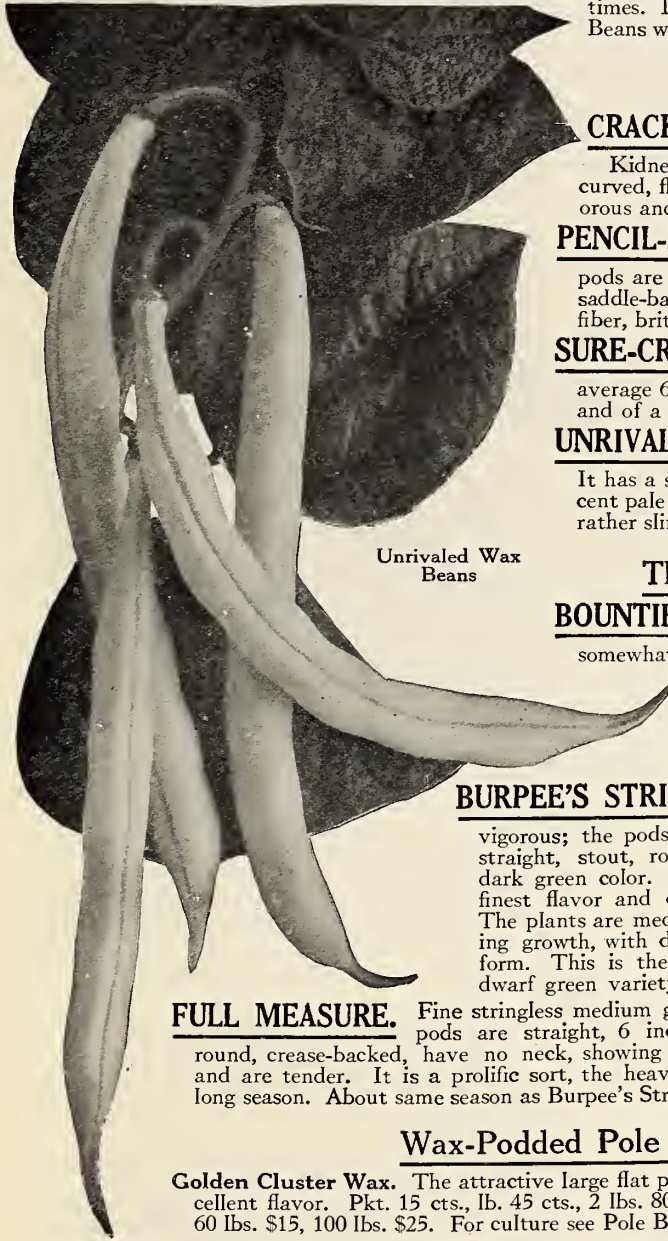 times. I
Beans w
CRACK
Kidne
curved, fl
orous and
PENCIL-
pods are
saddle-ba
fiber, brit
SURE-CR
average 6
and of a
UNRIVAL
It has a s
cent pale
rather sli
Unrivaled Wax
Beans
T
BOUNTIF
somewha
BURPEE'S STRI
vigorous; the pods
straight, stout, ro
dark green color.
finest flavor and
The plants are med
ing growth, with d
form. This is the
dwarf green variet
FULL MEASURE. Fine stringless medium g
pods are straight, 6 in
round, crease-backed, have no neck, showing
and are tender. It is a prolific sort, the heav
long season. About same season as Burpee's Str
Wax-Podded Pole
Golden Cluster Wax. The attractive large flat p
cellent flavor. Pkt. 15 cts., lb. 45 cts., 2 lbs. 80
60 lbs. $15, 100 lbs. $25. For culture see Pole B